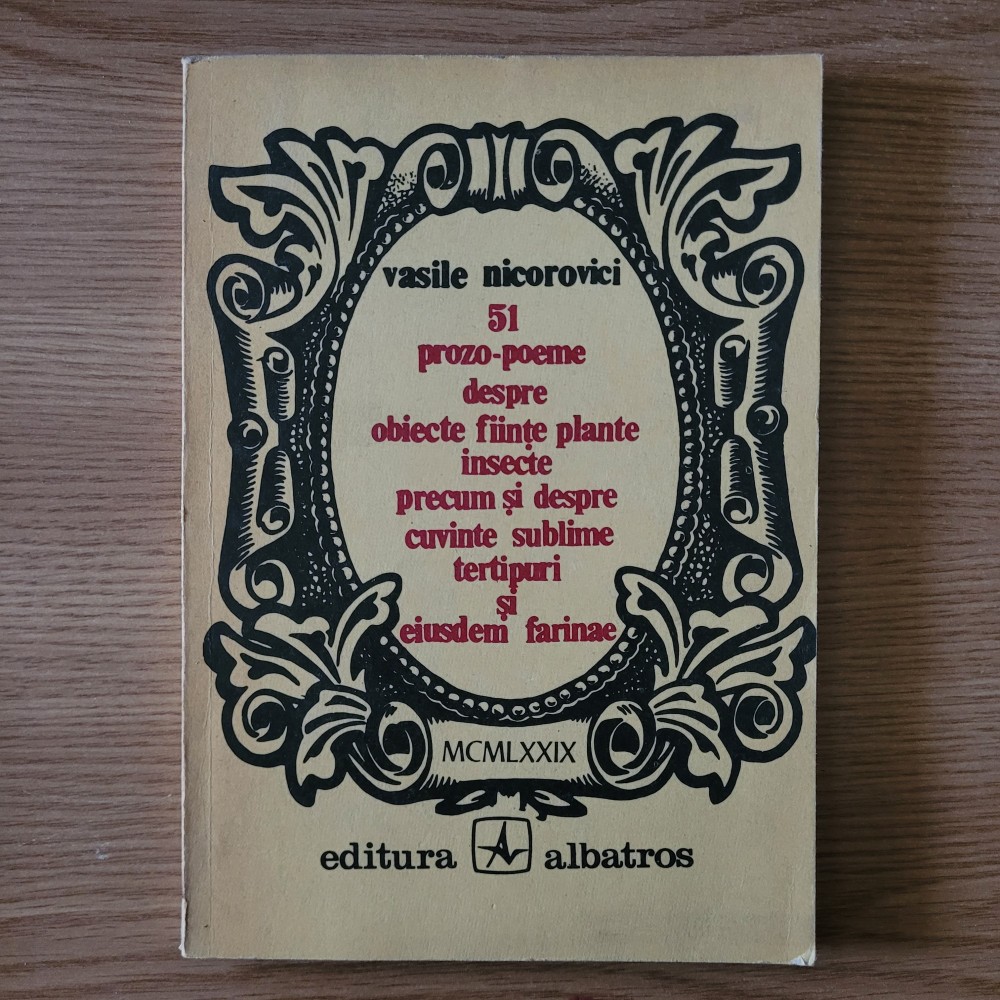 vasile nicorovici
51
prozo-poeme
despre
obiecte ființe plante
insecte
precum și despre
cuvinte sublime
tertipuri
și
eiusdem farinae
MCMLXXIX
editura albatros